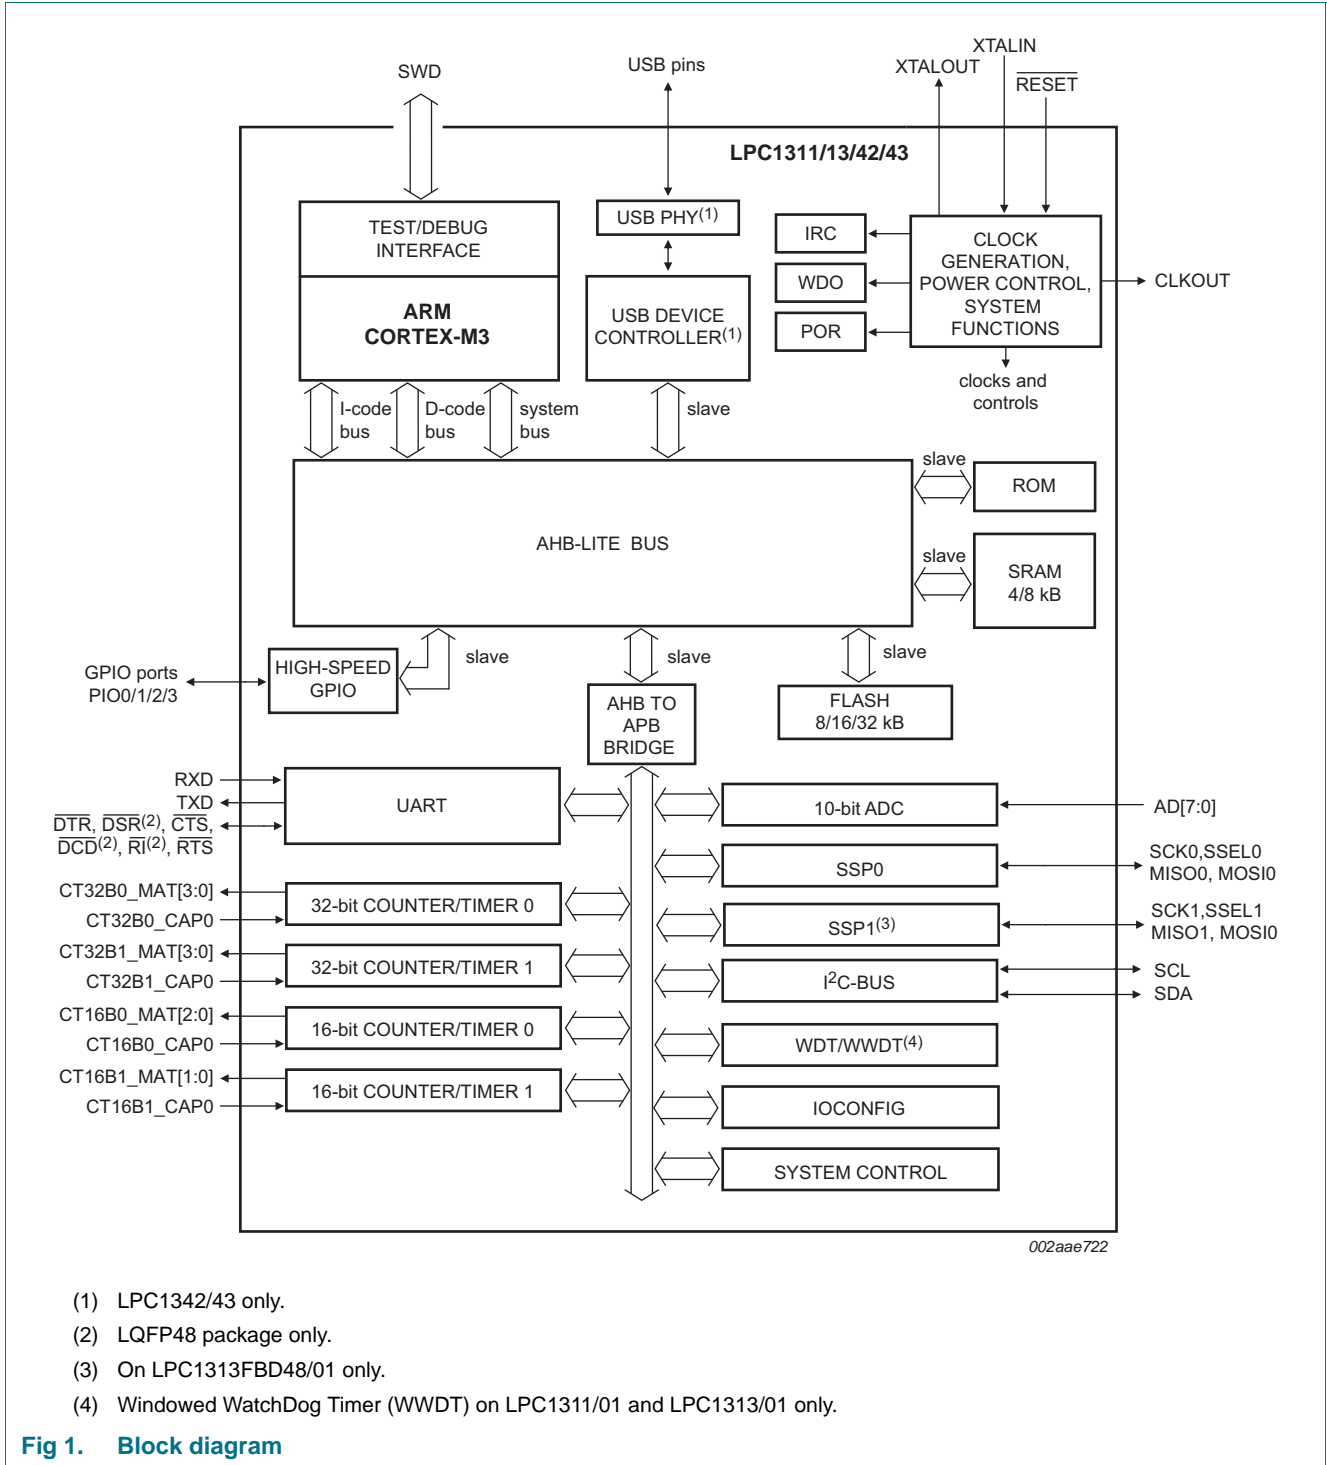 XTALIN
SWD
USB pins
XTALOUT
RESET
LPC1311/13/42/43
TEST/DEBUG
INTERFACE
USB PHY(1)
IRC
WDO
POR
CLOCK
GENERATION,
POWER CONTROL,
SYSTEM
FUNCTIONS
CLKOUT
ARM
CORTEX-M3
USB DEVICE
CONTROLLER(1)
clocks and
controls
I-code
bus
D-code
bus
system
bus
slave
AHB-LITE BUS
slave
ROM
slave
SRAM
4/8 kB
GPIO ports
PIO0/1/2/3
HIGH-SPEED
GPIO
slave
slave
slave
AHB TO
APB
BRIDGE
FLASH
8/16/32 kB
RXD
TXD
DTR, DSR(2), CTS,
DCD(2), RI(2), RTS
UART
10-bit ADC
AD[7:0]
SSP0
SCK0,SSEL0
MISO0, MOSI0
CT32B0_MAT[3:0]
CT32B0_CAP0
32-bit COUNTER/TIMER 0
SSP1(3)
SCK1,SSEL1
MISO1, MOSI0
CT32B1_MAT[3:0]
CT32B1_CAP0
32-bit COUNTER/TIMER 1
I2C-BUS
SCL
SDA
CT16B0_MAT[2:0]
CT16B0_CAP0
16-bit COUNTER/TIMER 0
WDT/WWDT(4)
CT16B1_MAT[1:0]
CT16B1_CAP0
16-bit COUNTER/TIMER 1
IOCONFIG
SYSTEM CONTROL
002aae722
(1) LPC1342/43 only.
(2) LQFP48 package only.
(3) On LPC1313FBD48/01 only.
(4) Windowed WatchDog Timer (WWDT) on LPC1311/01 and LPC1313/01 only.
Fig 1. Block diagram